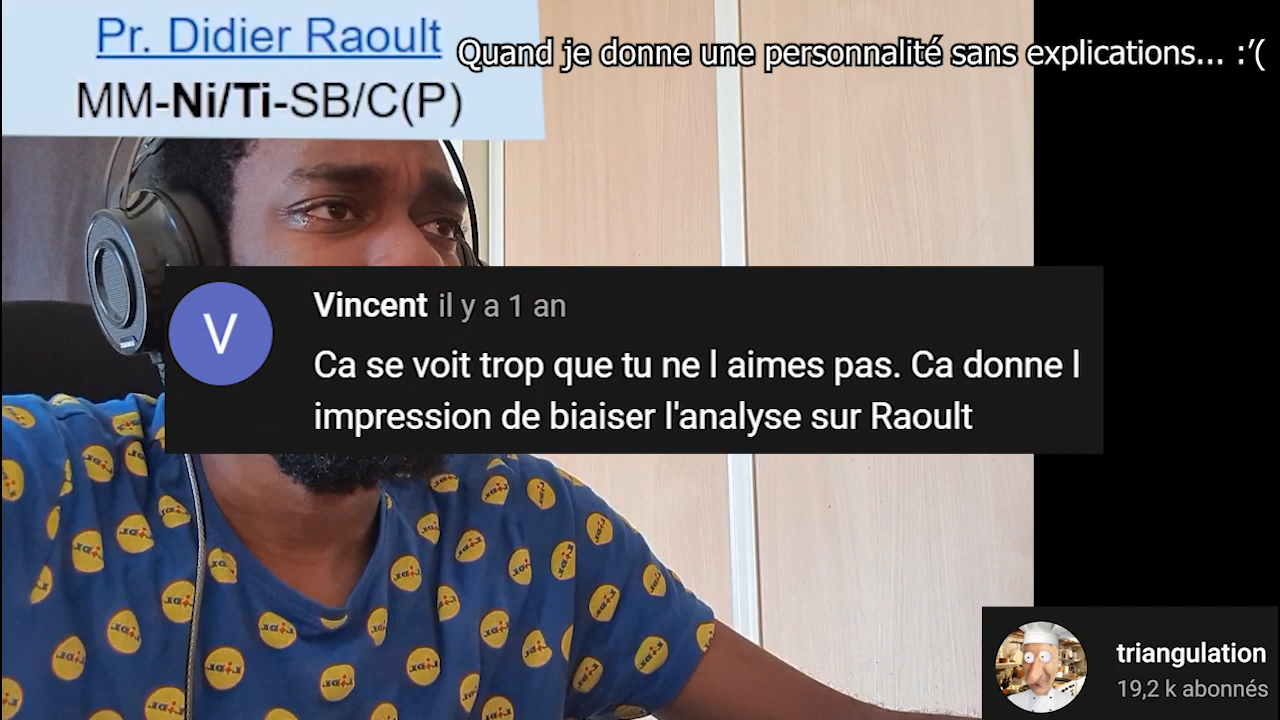 Pr. Didier Raoult
Quand je donne une personnalité sans explications... :'(
MM-Ni/Ti-SB/C(P)
V
Vincent il y a 1 an
Ca se voit trop que tu ne l aimes pas. Ca donne l
impression de biaiser l'analyse sur Raoult
triangulation
19,2 k abonnés